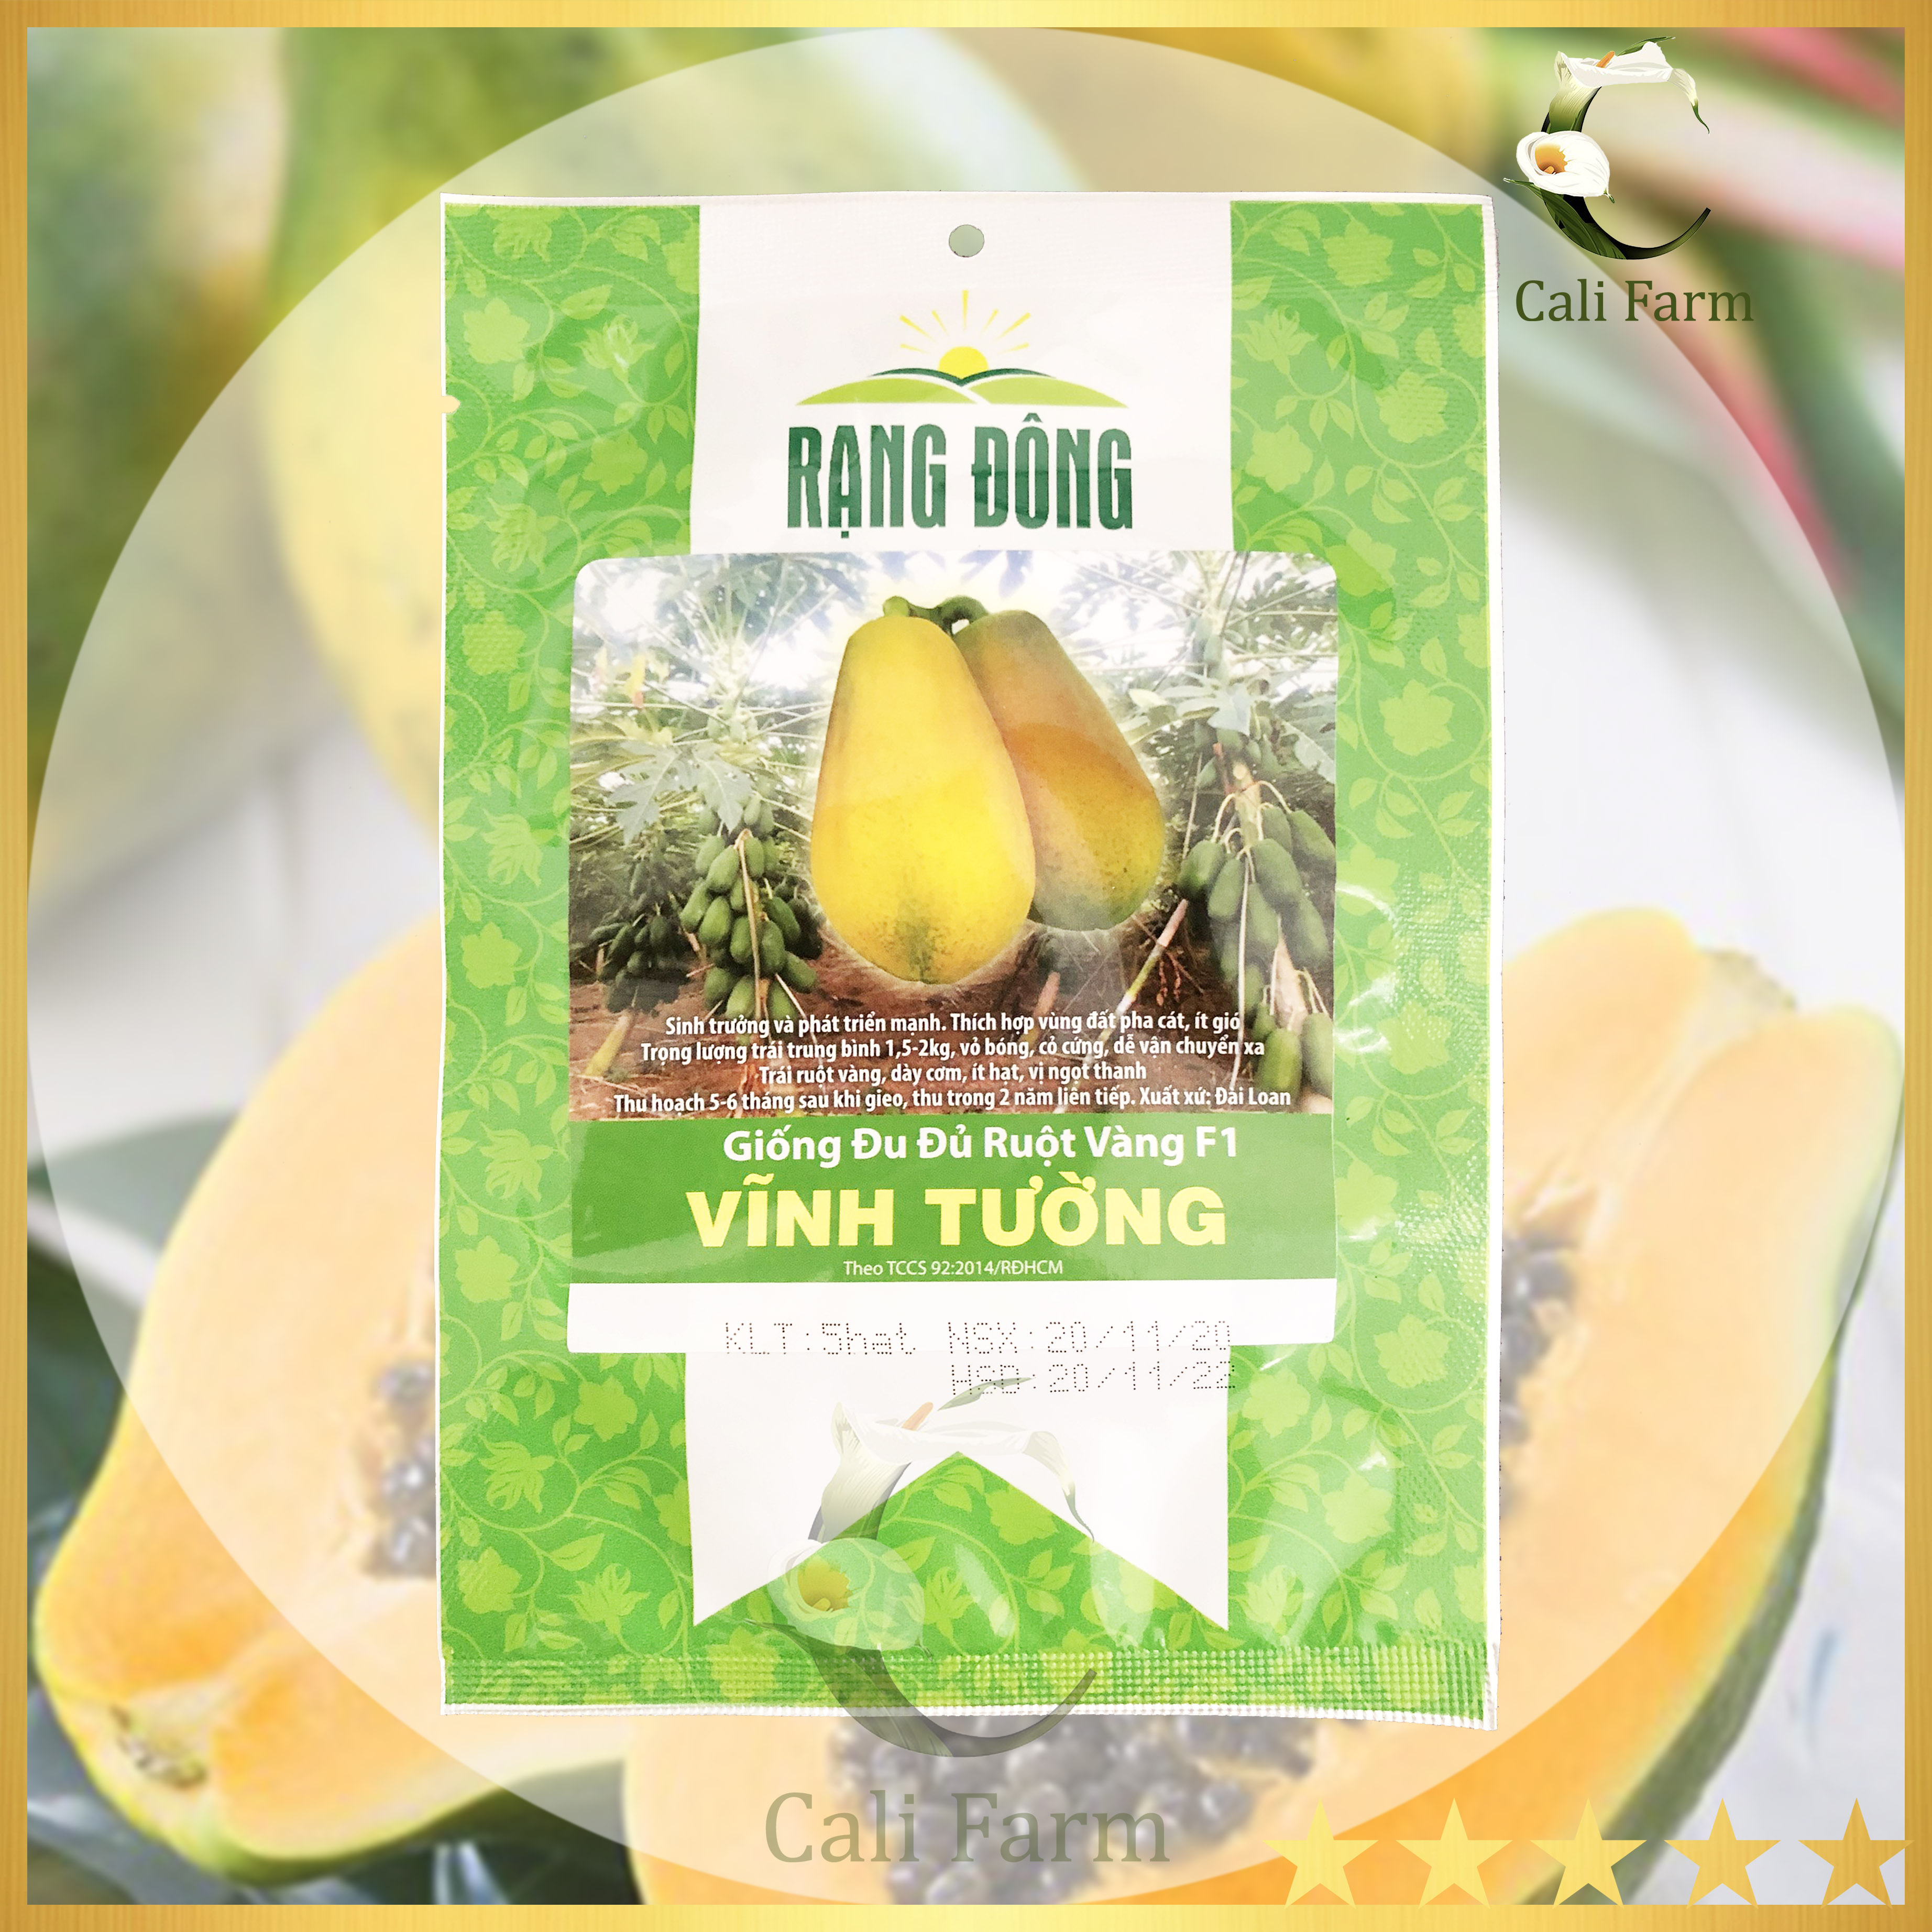 Cali Farm
RẠNG ĐÔNG
Sinh trưởng và phát triển mạnh. Thích hợp vùng đất pha cát, ít gió
Trọng lượng trái trung bình 1,5-2kg, vỏ bóng, cỏ cứng, dễ vận chuyển xa
Trái ruột vàng, dày cơm, ít hạt, vị ngọt thanh
Thu hoạch 5-6 tháng sau khi gieo, thu trong 2 năm liên tiếp. Xuất xứ: Đài Loan
Giống Đu Đủ Ruột Vàng F1
VĨNH TƯỜNG
Theo TCCS 92:2014/RĐHCM
KLT:5hat NSX:20/11/20
HSD:20/11/22
Cali Farm